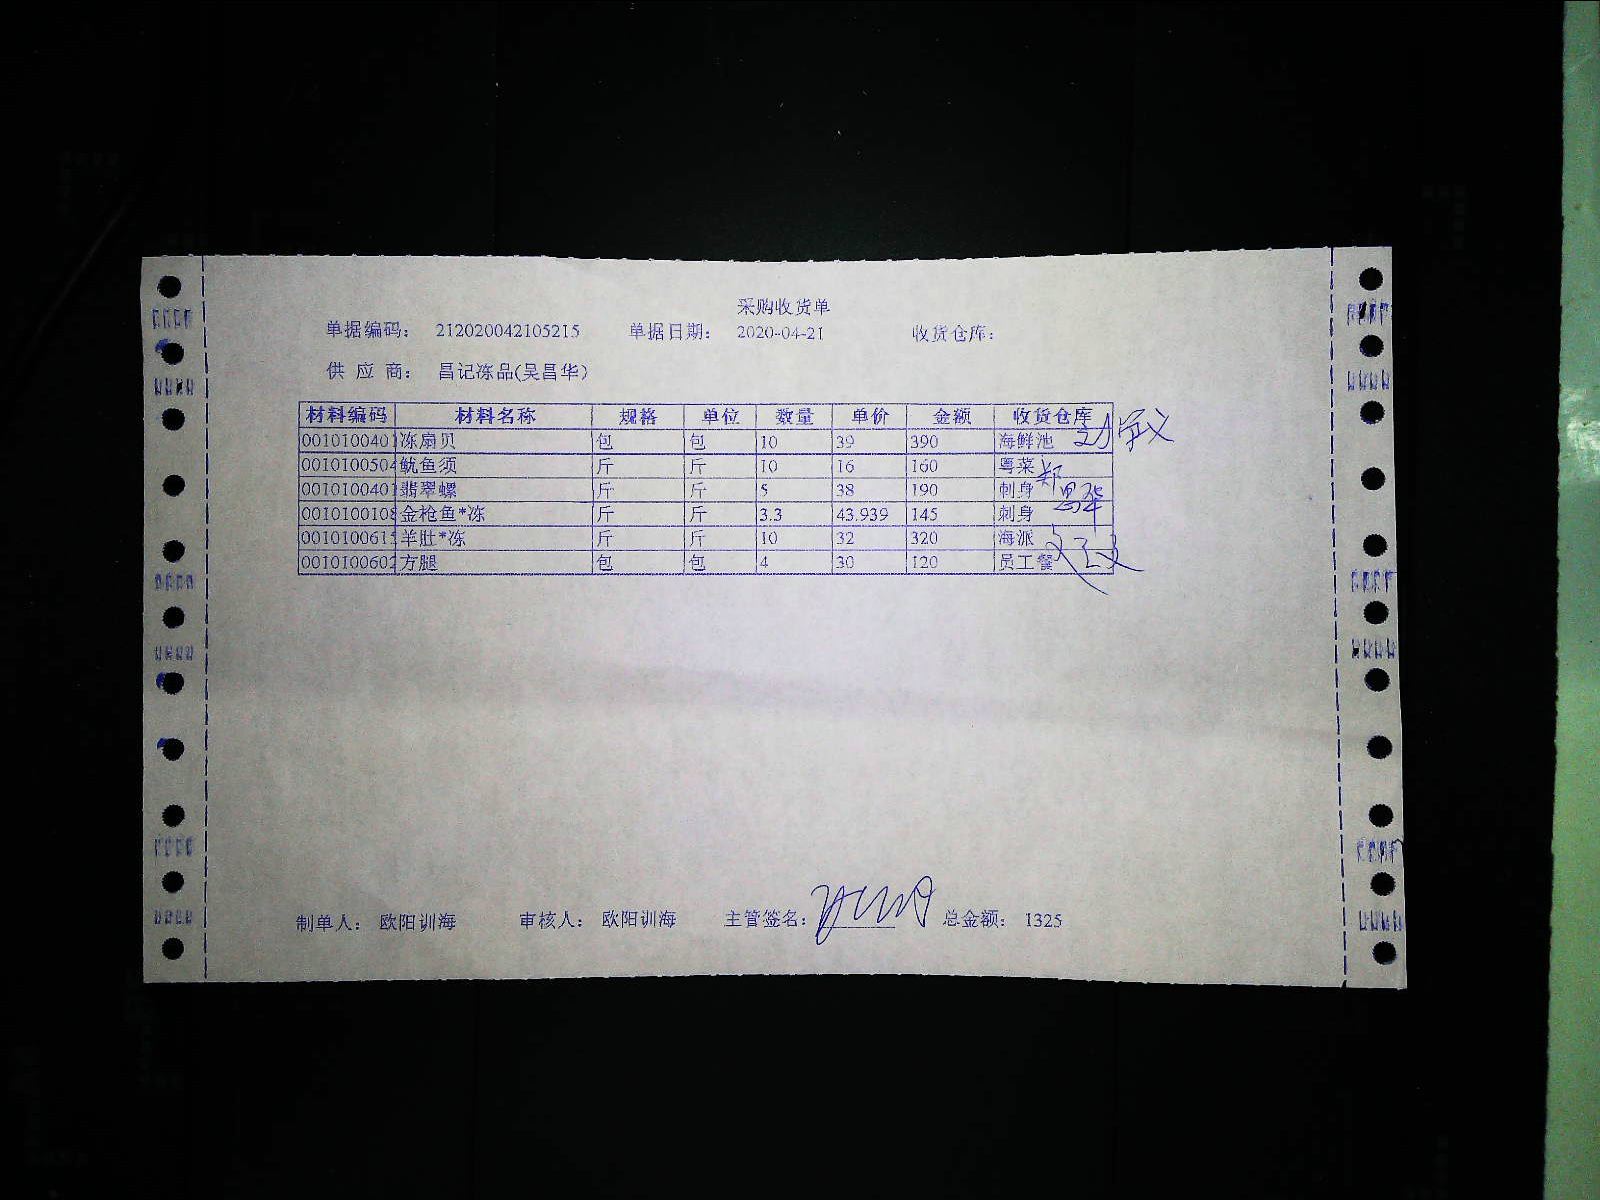 采购收货单
单据编码： 212020042105215 单据日期： 2020-04-21 收货仓库：
供 应 商： 昌记冻品(吴昌华)
材料编码 材料名称 规格 单位 数量 单价 金额 收货仓库
0010100401 冻扇贝 包 包 10 39 390 海鲜池
0010100504 鱿鱼须 斤 斤 10 16 160 粤菜
0010100401 翡翠螺 斤 斤 5 38 190 刺身
0010100108 金枪鱼*冻 斤 斤 3.3 43.939 145 刺身
001010061 羊肚*冻 斤 斤 10 32 320 海派
0010100602 方腿 包 包 4 30 120 员工餐
制单人： 欧阳训海 审核人： 欧阳训海 主管签名： 总金额： 1325